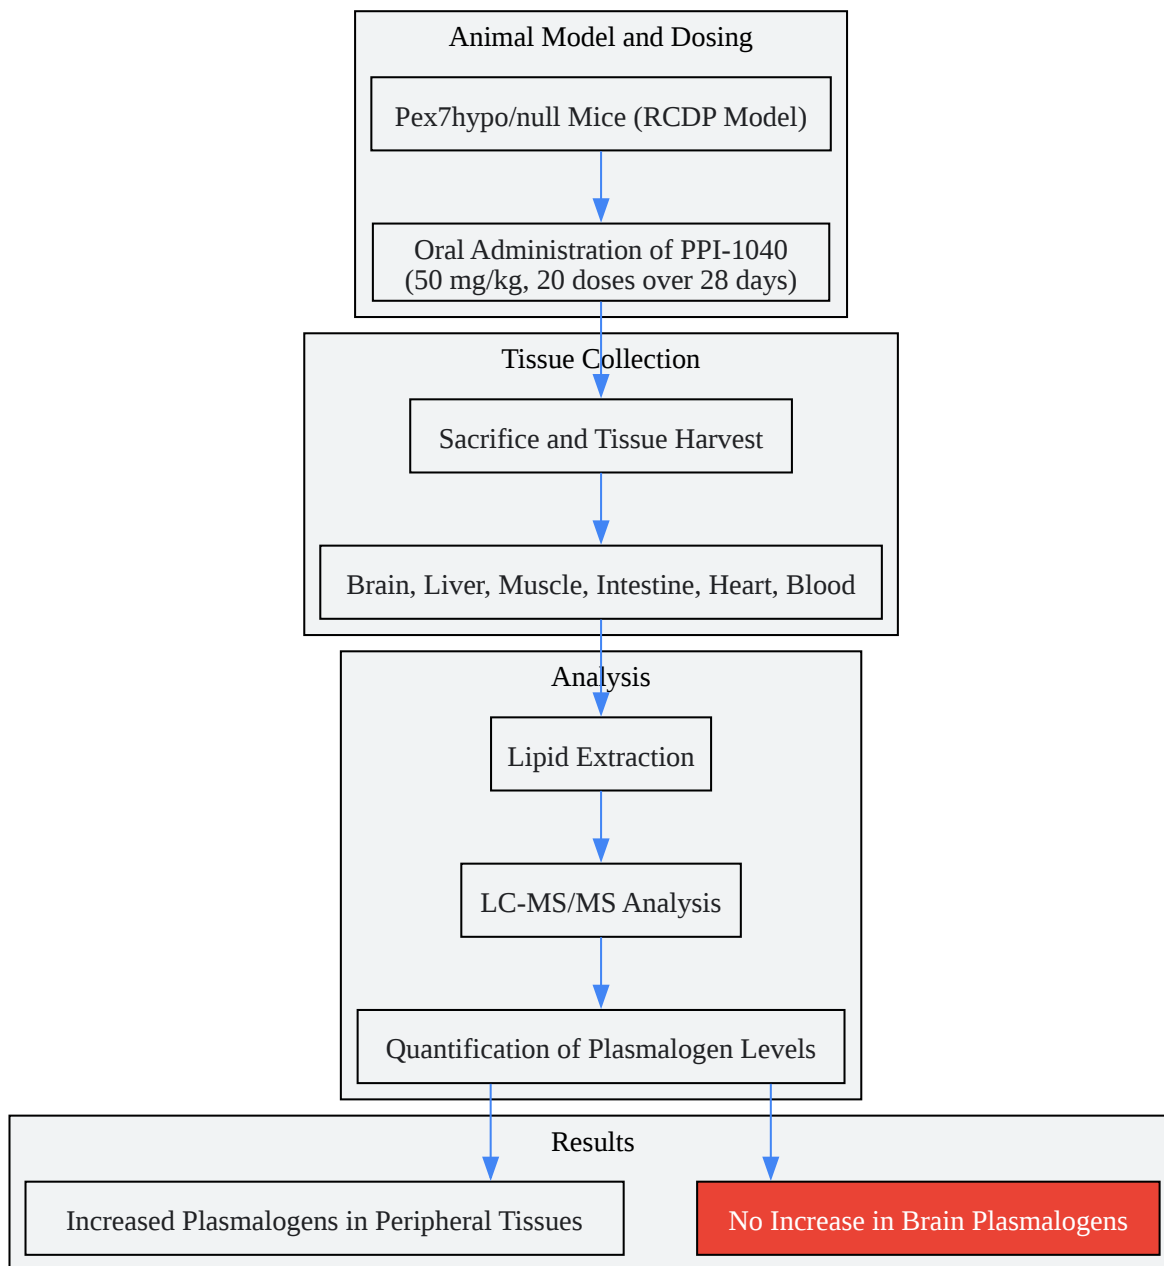 Animal Model and Dosing
Pex7hypo/null Mice (RCDP Model)
Oral Administration of PPI-1040
(50 mg/kg, 20 doses over 28 days)
Tissue Collection
Sacrifice and Tissue Harvest
Brain, Liver, Muscle, Intestine, Heart, Blood
Analysis
Lipid Extraction
LC-MS/MS Analysis
Quantification of Plasmalogen Levels
Results
Increased Plasmalogens in Peripheral Tissues
No Increase in Brain Plasmalogens